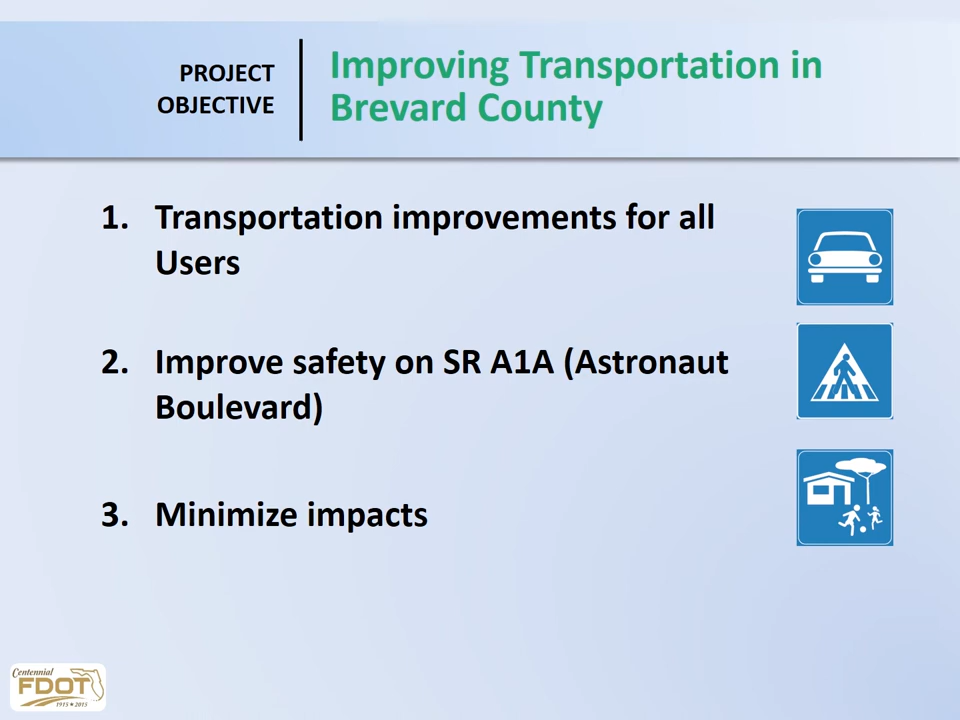 PROJECT
OBJECTIVE
Improving Transportation in
Brevard County
1. Transportation improvements for all
Users
2. Improve safety on SR A1A (Astronaut
Boulevard)
3. Minimize impacts
Centennial
FDOT
1915★2015